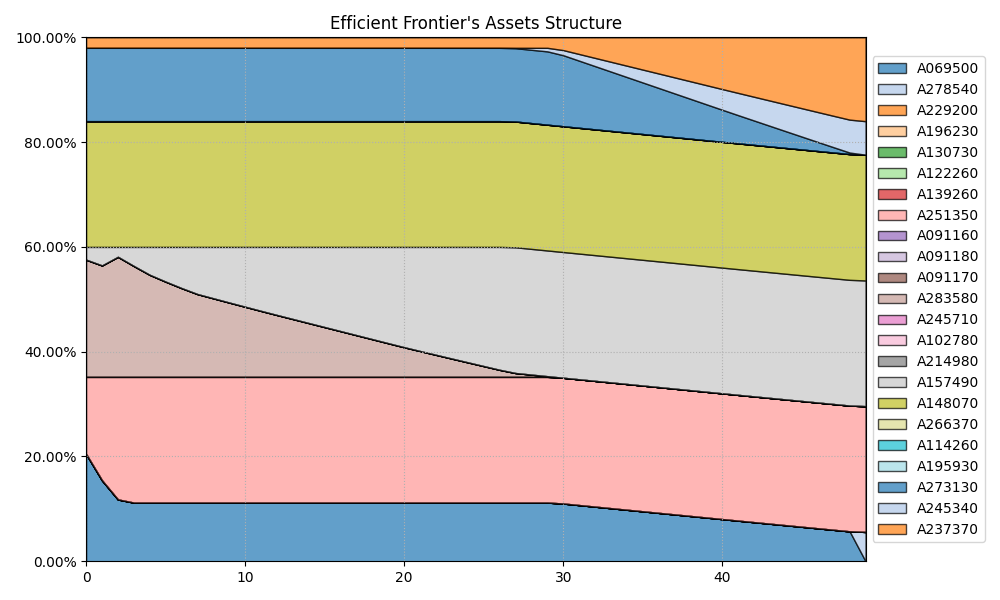 Efficient Frontier's Assets Structure
100.00%
80.00%
60.00%
40.00%
20.00%
0.00%
0
10
20
30
40
A069500
A278540
A229200
A196230
A130730
A122260
A139260
A251350
A091160
A091180
A091170
A283580
A245710
A102780
A214980
A157490
A148070
A266370
A114260
A195930
A273130
A245340
A237370